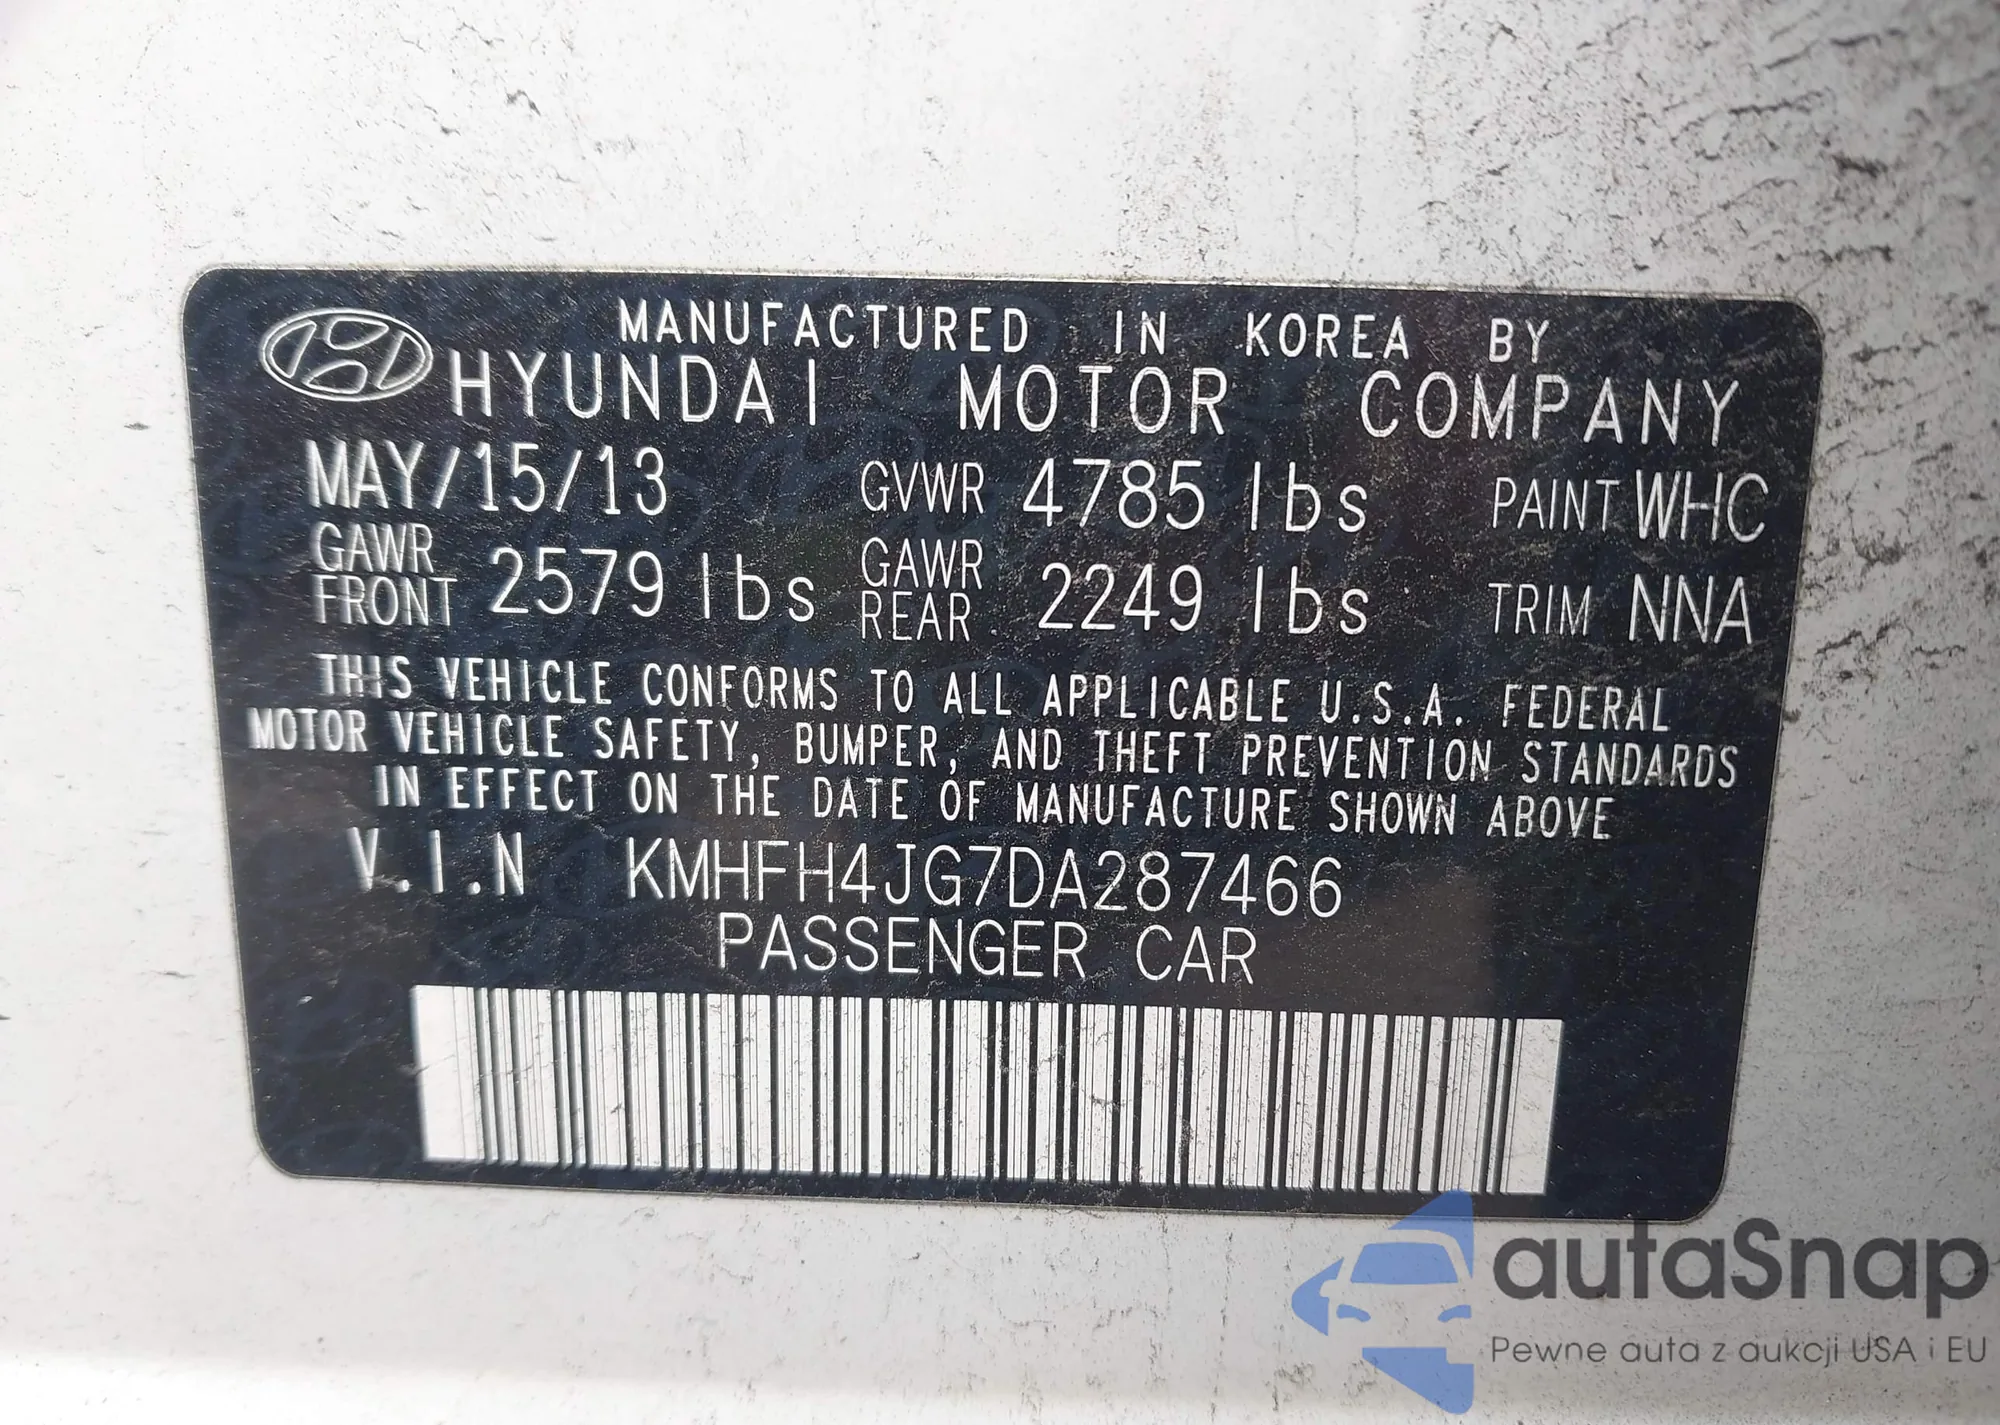 MANUFACTURED IN KOREA BY
HYUNDAI MOTOR COMPANY
MAY/15/13 GVWR 4785 lbs PAINT WHC
GAWR FRONT 2579 lbs GAWR REAR 2249 lbs TRIM NNA
THIS VEHICLE CONFORMS TO ALL APPLICABLE U.S.A. FEDERAL
MOTOR VEHICLE SAFETY, BUMPER, AND THEFT PREVENTION STANDARDS
IN EFFECT ON THE DATE OF MANUFACTURE SHOWN ABOVE
V.I.N KMHFH4JG7DA287466
PASSENGER CAR
autaSnap
Pewne auta z aukcji USA i EU